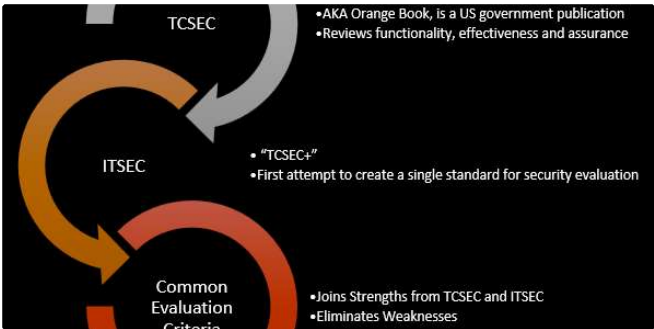 TCSEC
•AKA Orange Book, is a US government publication
•Reviews functionality, effectiveness and assurance
ITSEC
• “TCSEC+”
•First attempt to create a single standard for security evaluation
Common
Evaluation
Criteria
•Joins Strengths from TCSEC and ITSEC
•Eliminates Weaknesses